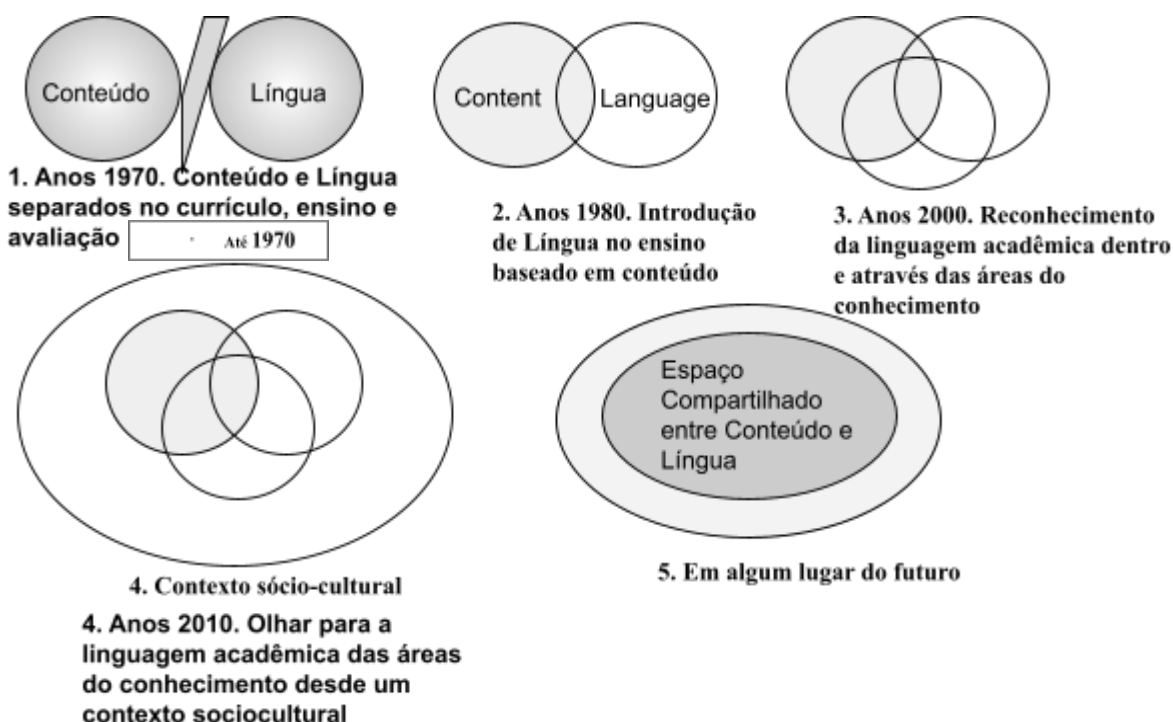 Conteúdo
Língua
1. Anos 1970. Conteúdo e Língua
separados no currículo, ensino e
avaliação
Até 1970
Content
Language
2. Anos 1980. Introdução
de Língua no ensino
baseado em conteúdo
3. Anos 2000. Reconhecimento
da linguagem acadêmica dentro
e através das áreas do
conhecimento
4. Contexto sócio-cultural
4. Anos 2010. Olhar para a
linguagem acadêmica das áreas
do conhecimento desde um
contexto sociocultural
Espaço
Compartilhado
entre Conteúdo e
Língua
5. Em algum lugar do futuro